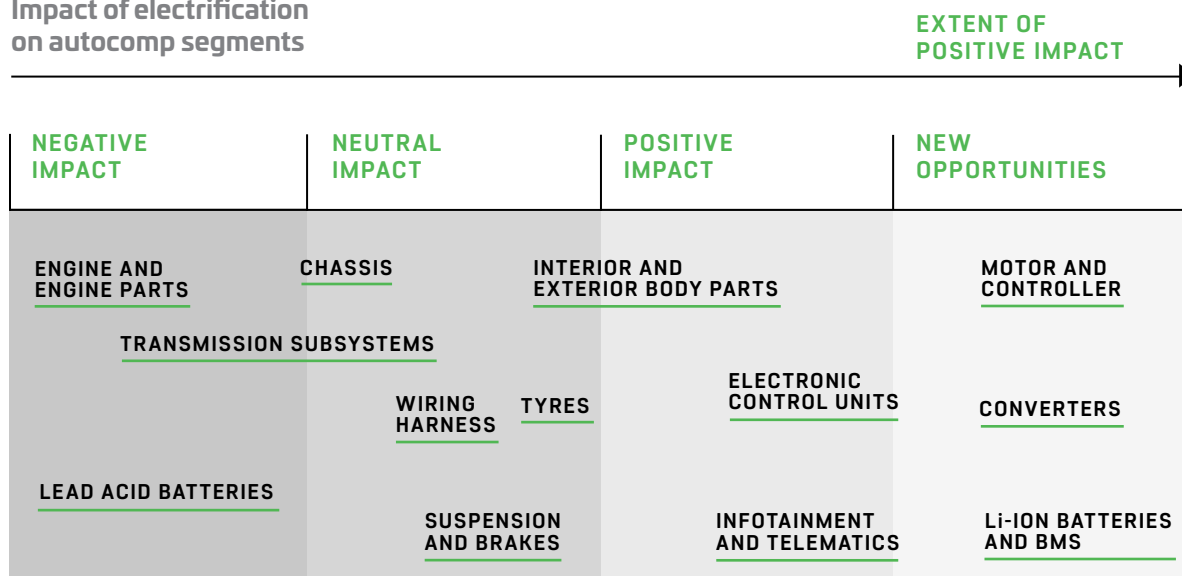 Impact of electrification
on autocomp segments
EXTENT OF
POSITIVE IMPACT
NEGATIVE
IMPACT
NEUTRAL
IMPACT
POSITIVE
IMPACT
NEW
OPPORTUNITIES
ENGINE AND
ENGINE PARTS
CHASSIS
INTERIOR AND
EXTERIOR BODY PARTS
MOTOR AND
CONTROLLER
TRANSMISSION SUBSYSTEMS
WIRING
HARNESS
TYRES
ELECTRONIC
CONTROL UNITS
CONVERTERS
LEAD ACID BATTERIES
SUSPENSION
AND BRAKES
INFOTAINMENT
AND TELEMATICS
Li-ION BATTERIES
AND BMS